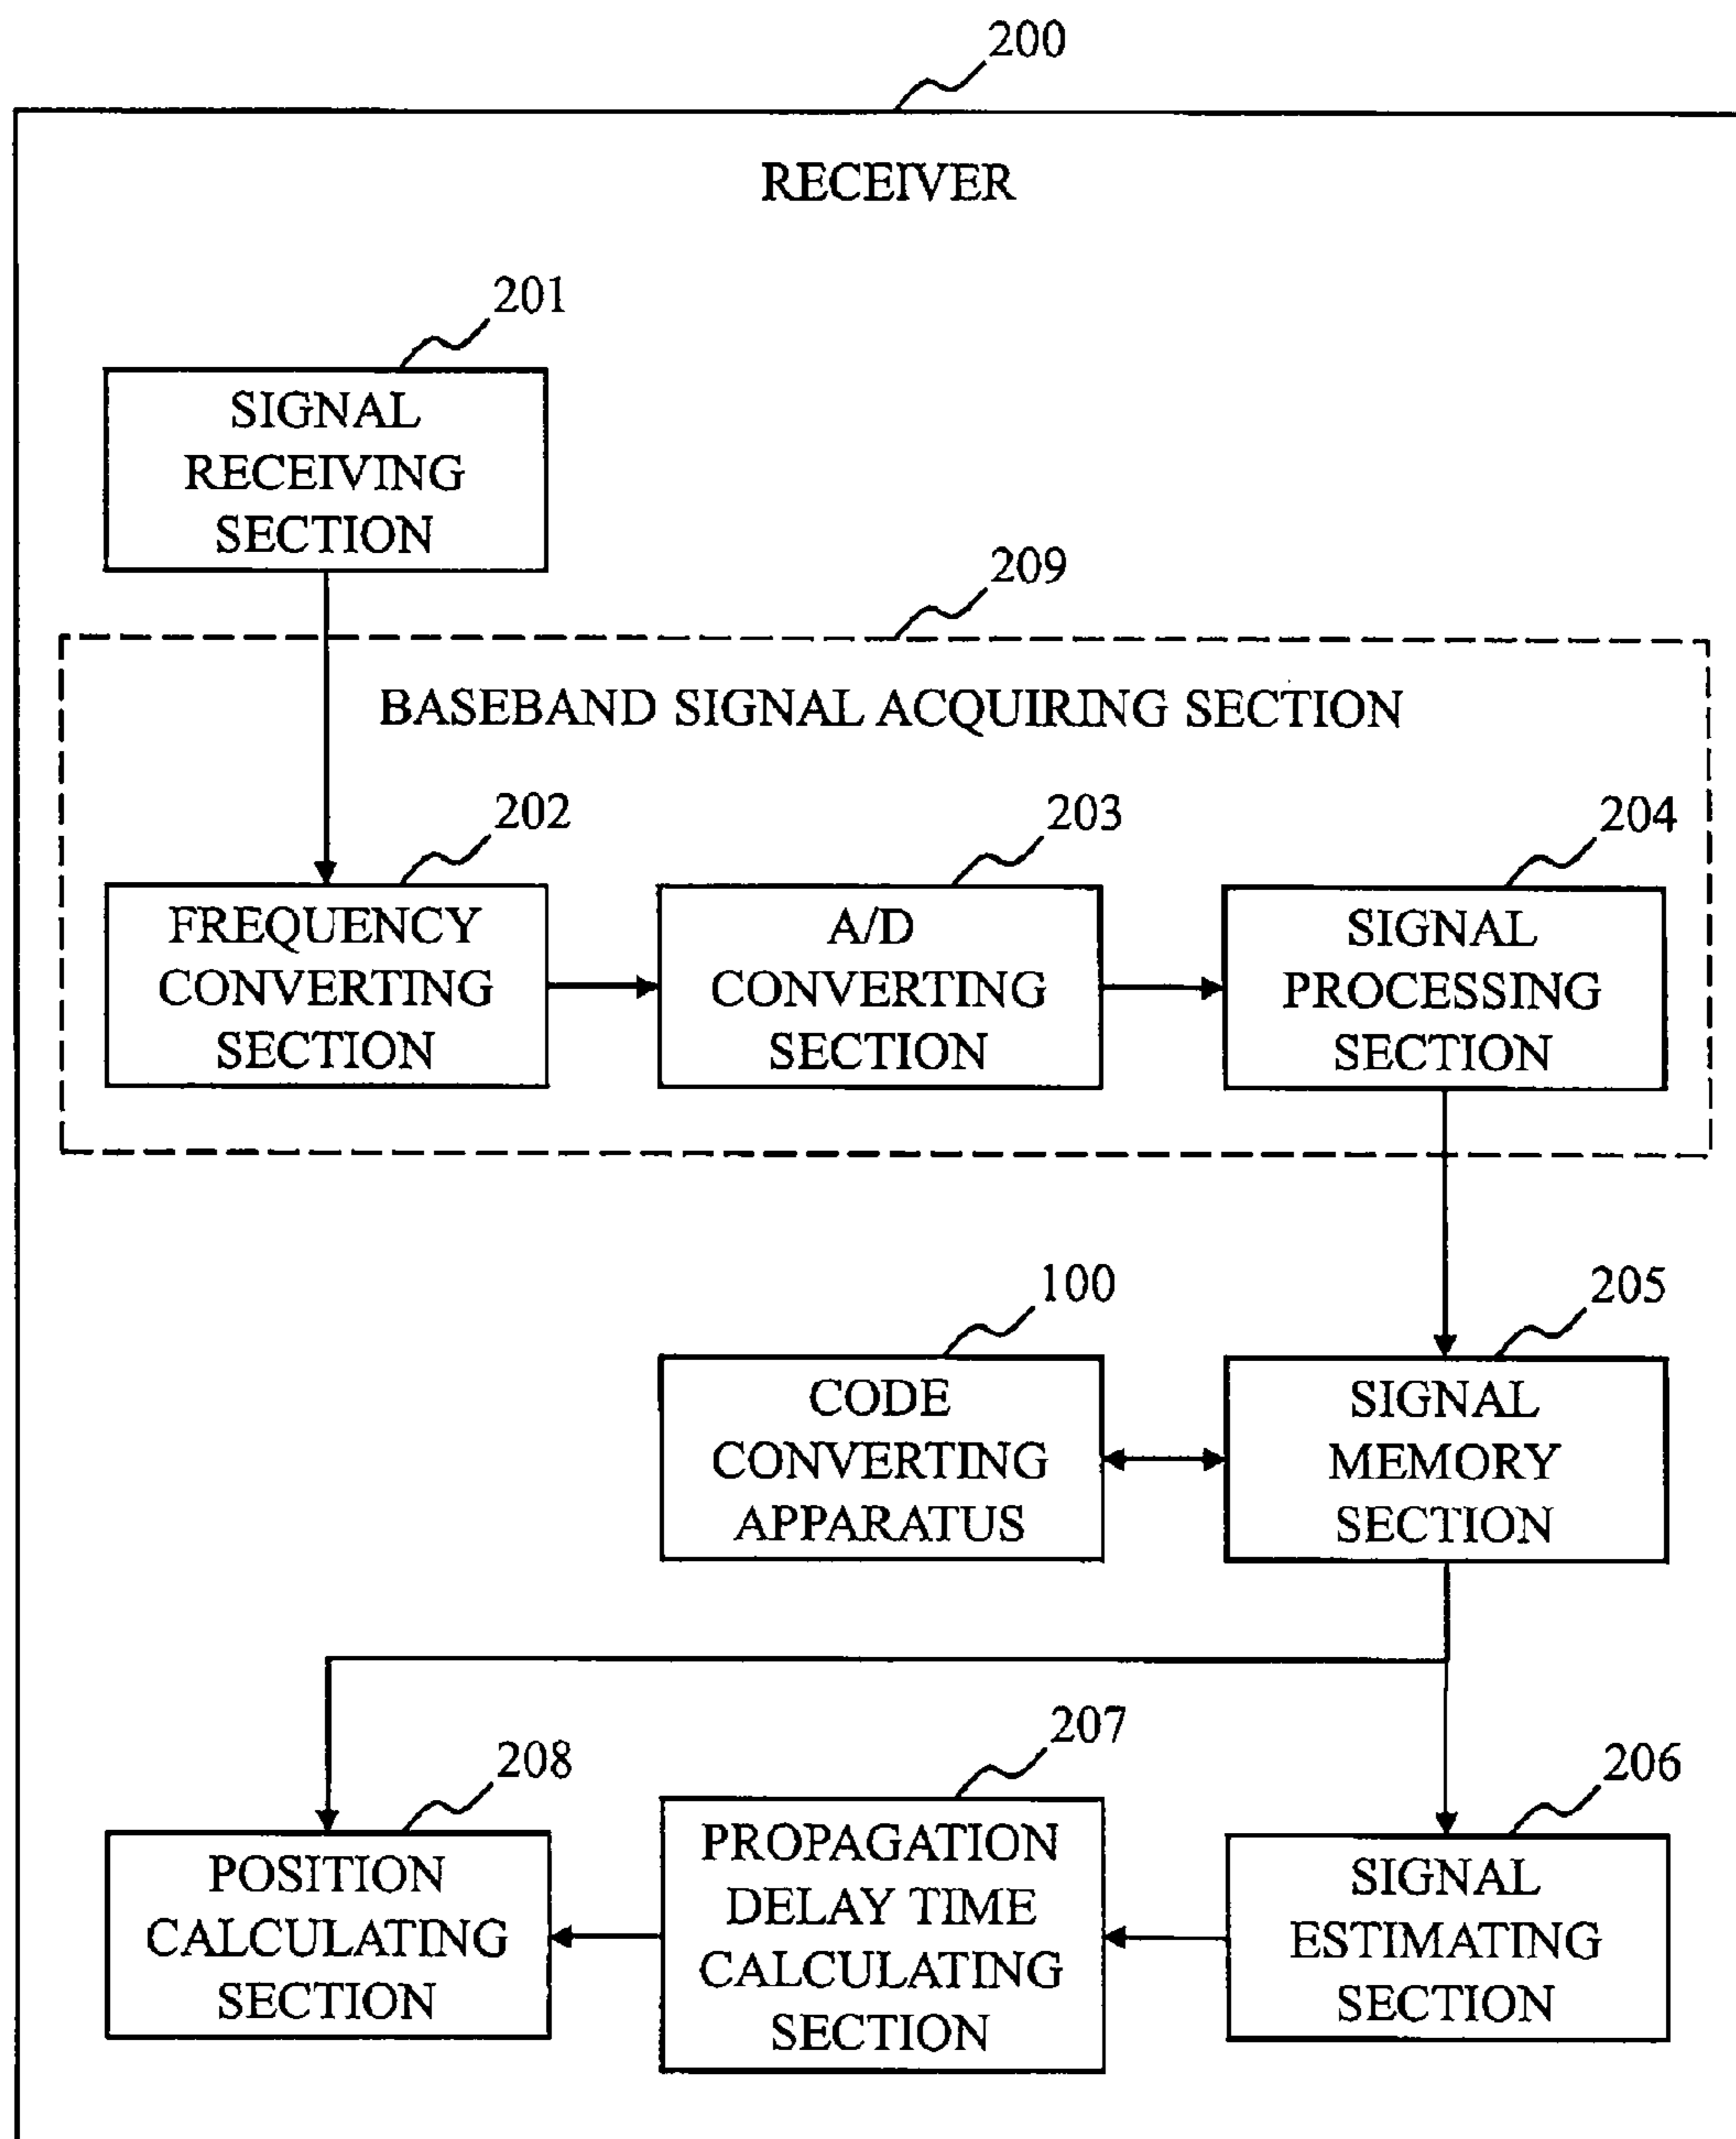 200
RECEIVER
201
SIGNAL
RECEIVING
SECTION
209
BASEBAND SIGNAL ACQUIRING SECTION
202
FREQUENCY
CONVERTING
SECTION
203
A/D
CONVERTING
SECTION
204
SIGNAL
PROCESSING
SECTION
100
CODE
CONVERTING
APPARATUS
205
SIGNAL
MEMORY
SECTION
208
POSITION
CALCULATING
SECTION
207
PROPAGATION
DELAY TIME
CALCULATING
SECTION
206
SIGNAL
ESTIMATING
SECTION